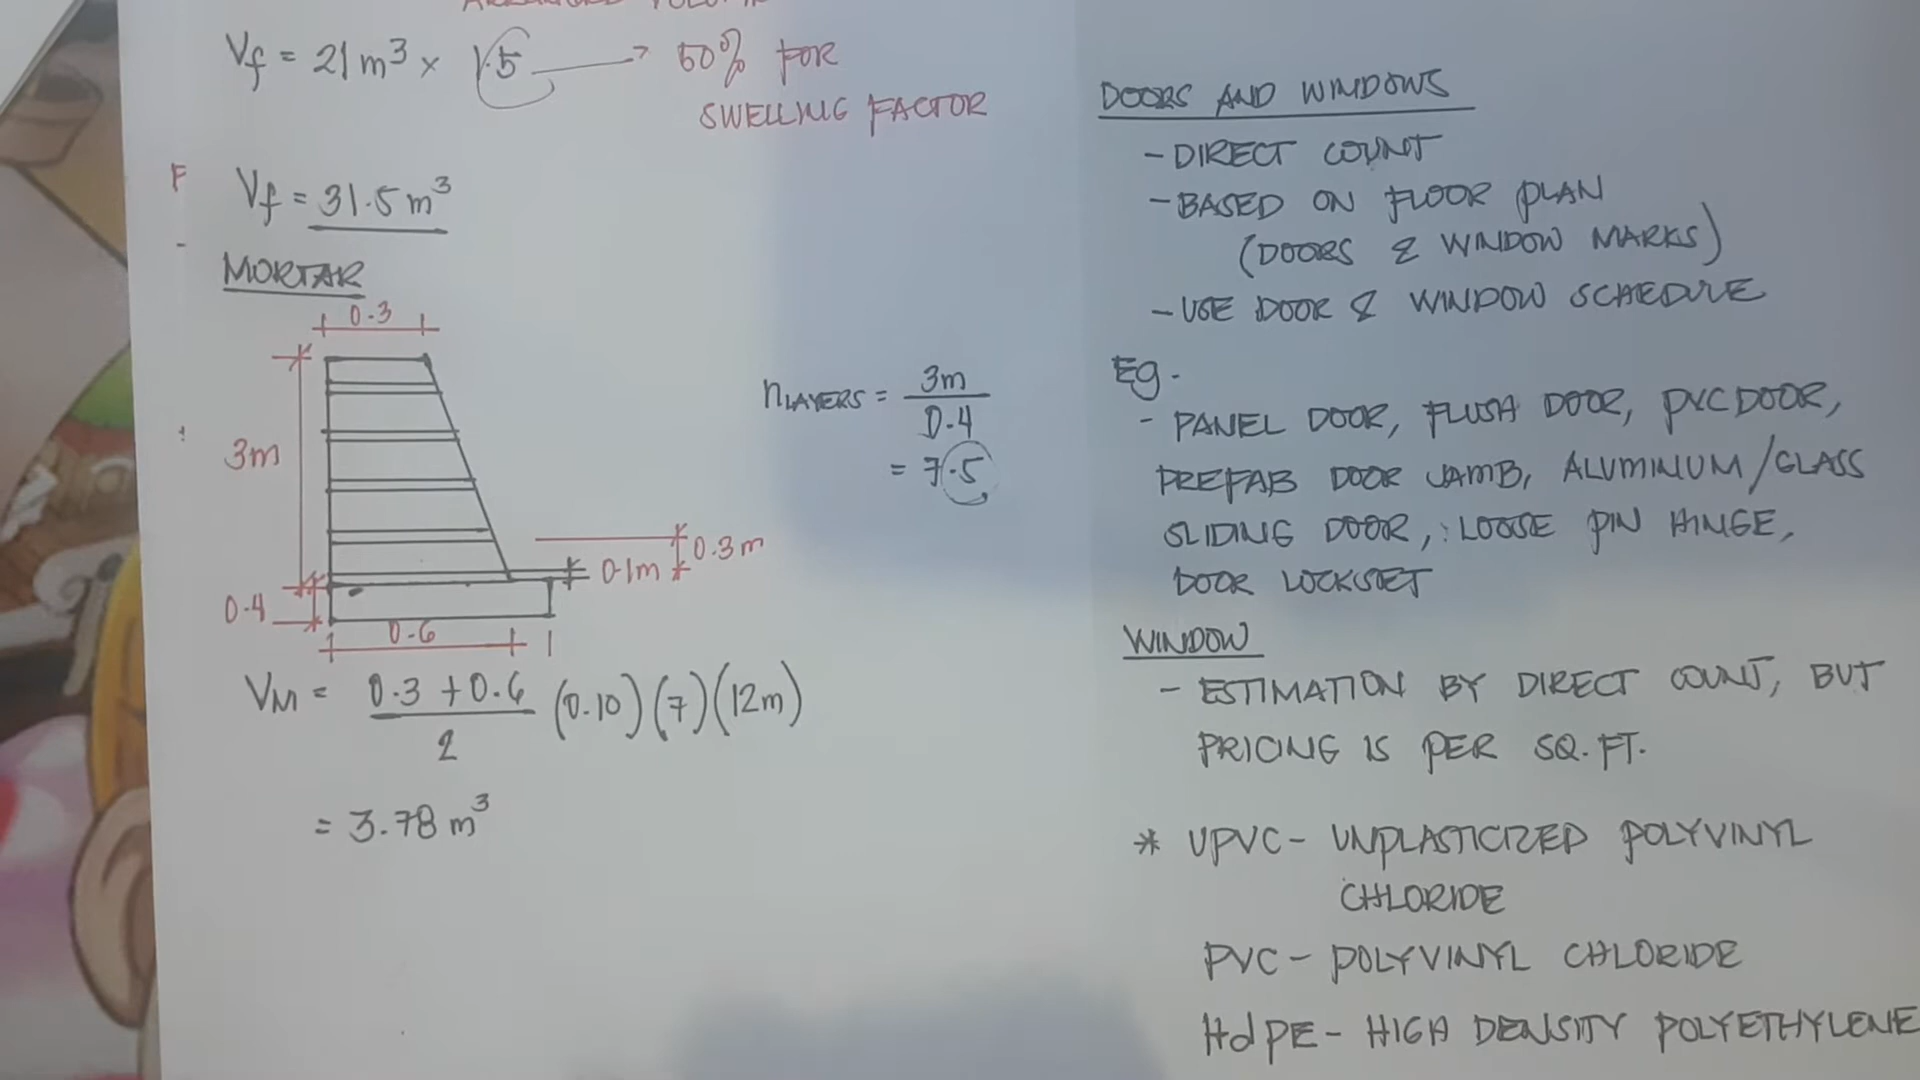 Vf = 21 m³ × 1.5 → 50% FOR
SWELLING FACTOR
F
Vf = 31.5 m³
MORTAR
0.3
3m
0.3m
0.1m
0.4
0.6
VM = 0.3 + 0.6 / 2 (0.10)(7)(12m)
= 3.78 m³
nLAYERS = 3m / 0.4
= 7.5
DOORS AND WINDOWS
- DIRECT COUNT
- BASED ON FLOOR PLAN
(DOORS & WINDOW MARKS)
- USE DOOR & WINDOW SCHEDULE
Eg.
- PANEL DOOR, FLUSH DOOR, PVC DOOR,
PREFAB DOOR JAMB, ALUMINIUM/GLASS
SLIDING DOOR, LOOSE PIN HINGE,
DOOR LOCKSET
WINDOW
- ESTIMATION BY DIRECT COUNT, BUT
PRICING IS PER SQ. FT.
* UPVC - UNPLASTICIZED POLYVINYL
CHLORIDE
PVC - POLYVINYL CHLORIDE
HdPE - HIGH DENSITY POLYETHYLENE